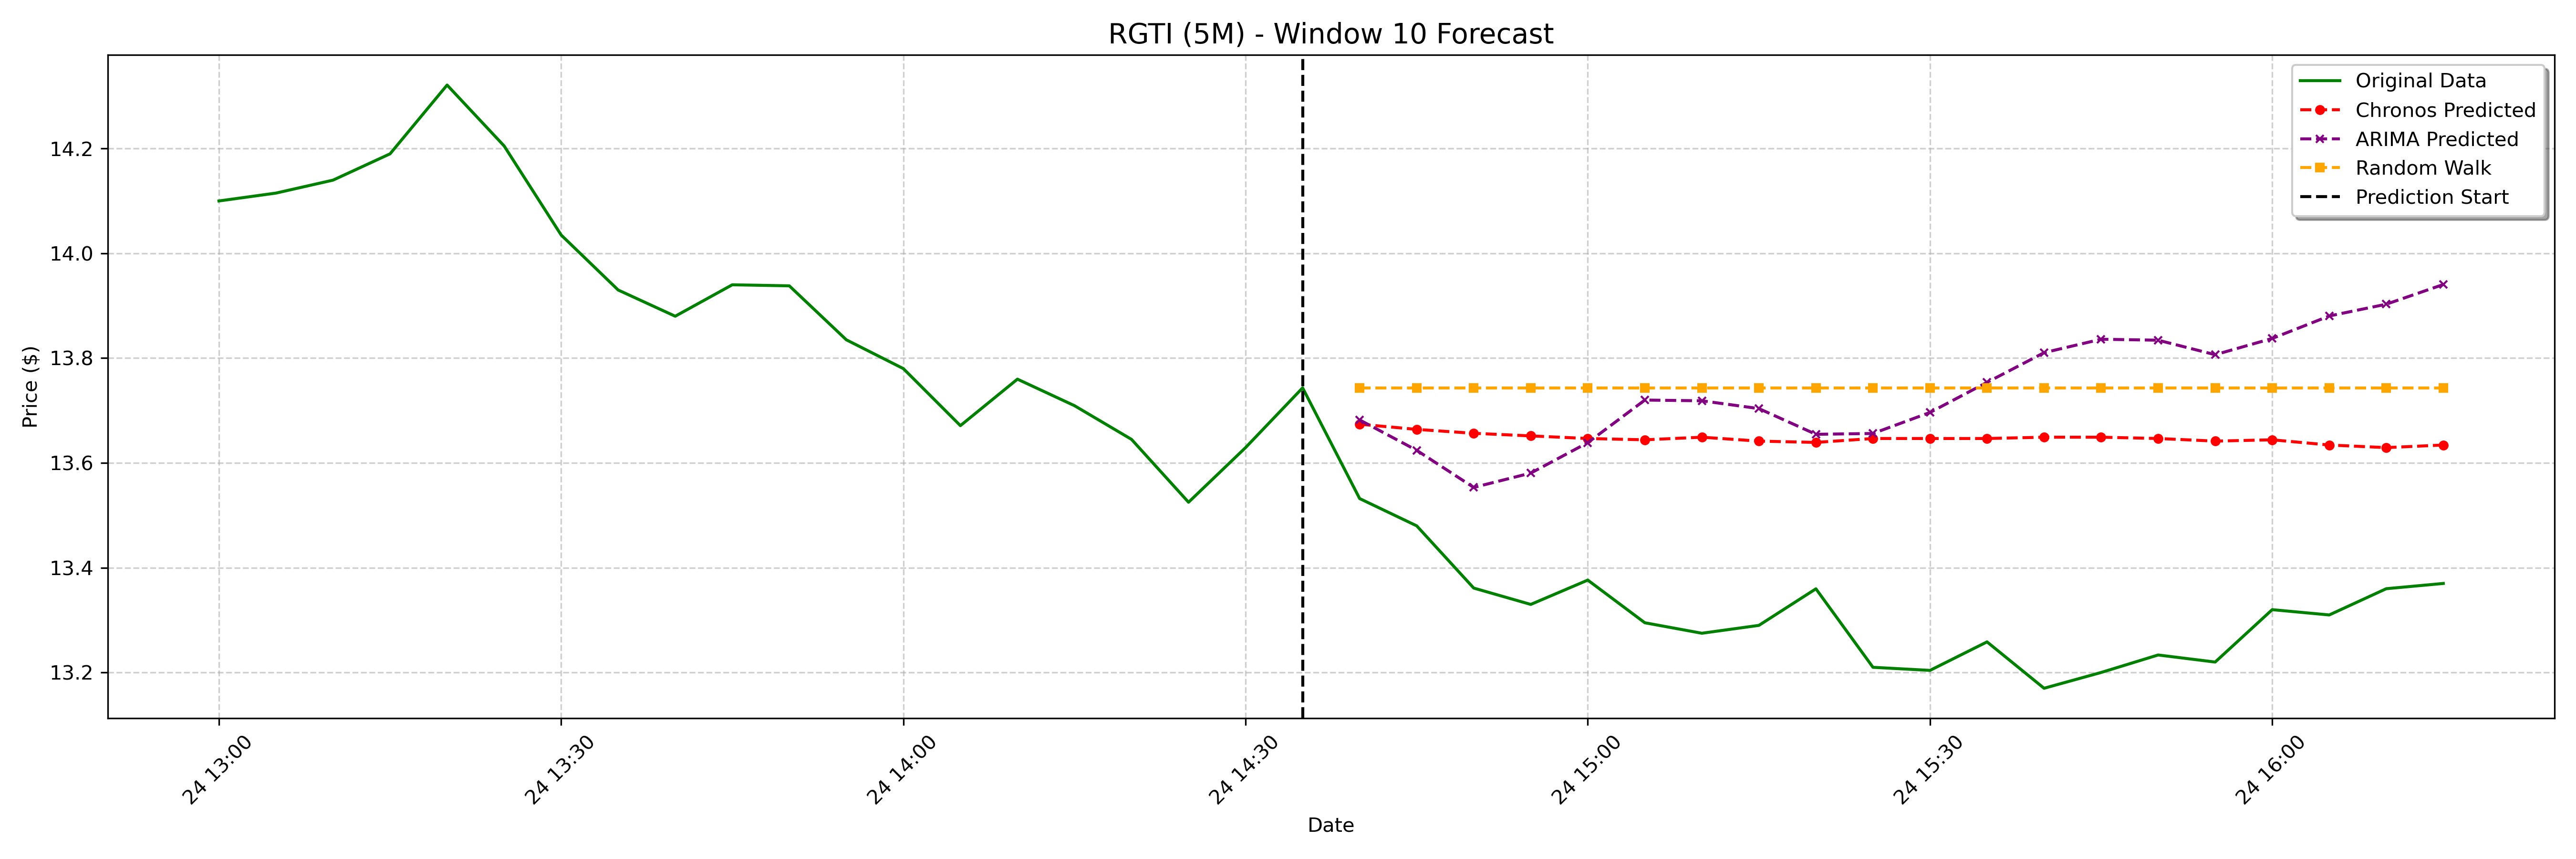 RGTI (5M) - Window 10 Forecast
Original Data
Chronos Predicted
ARIMA Predicted
Random Walk
Prediction Start
Price ($)
14.2
14.0
13.8
13.6
13.4
13.2
24 13:00
24 13:30
24 14:00
24 14:30
24 15:00
24 15:30
24 16:00
Date